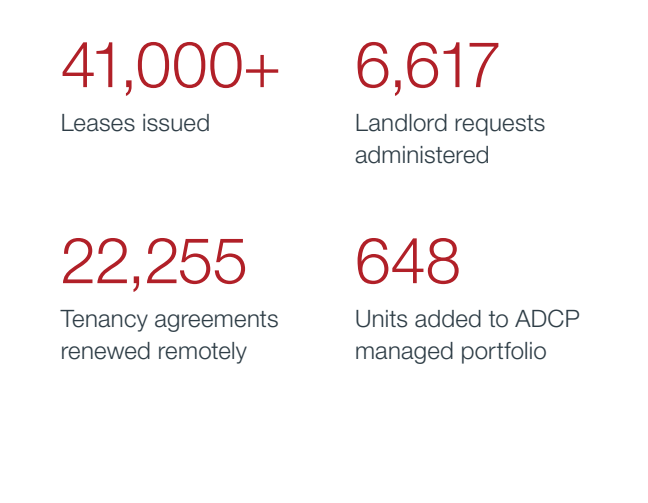 41,000+
Leases issued
6,617
Landlord requests
administered
22,255
Tenancy agreements
renewed remotely
648
Units added to ADCP
managed portfolio